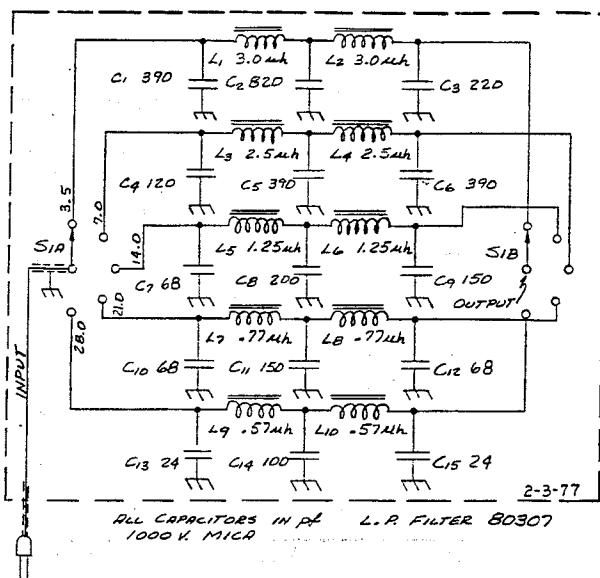 L1 3.0 µh
L2 3.0 µh
C1 390
C2 820
C3 220
L3 2.5 µh
L4 2.5 µh
C4 120
C5 390
C6 390
3.5
7.0
14.0
21.0
28.0
S1A
S1B
L5 1.25 µh
L6 1.25 µh
C7 68
C8 200
C9 150
OUTPUT
L7 .77 µh
L8 .77 µh
C10 68
C11 150
C12 68
INPUT
L9 .57 µh
L10 .57 µh
C13 24
C14 100
C15 24
2-3-77
ALL CAPACITORS IN pf L.P. FILTER 80307
1000 V. MICA